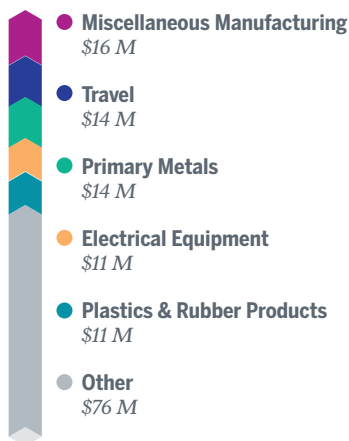 Miscellaneous Manufacturing
$16 M
Travel
$14 M
Primary Metals
$14 M
Electrical Equipment
$11 M
Plastics & Rubber Products
$11 M
Other
$76 M